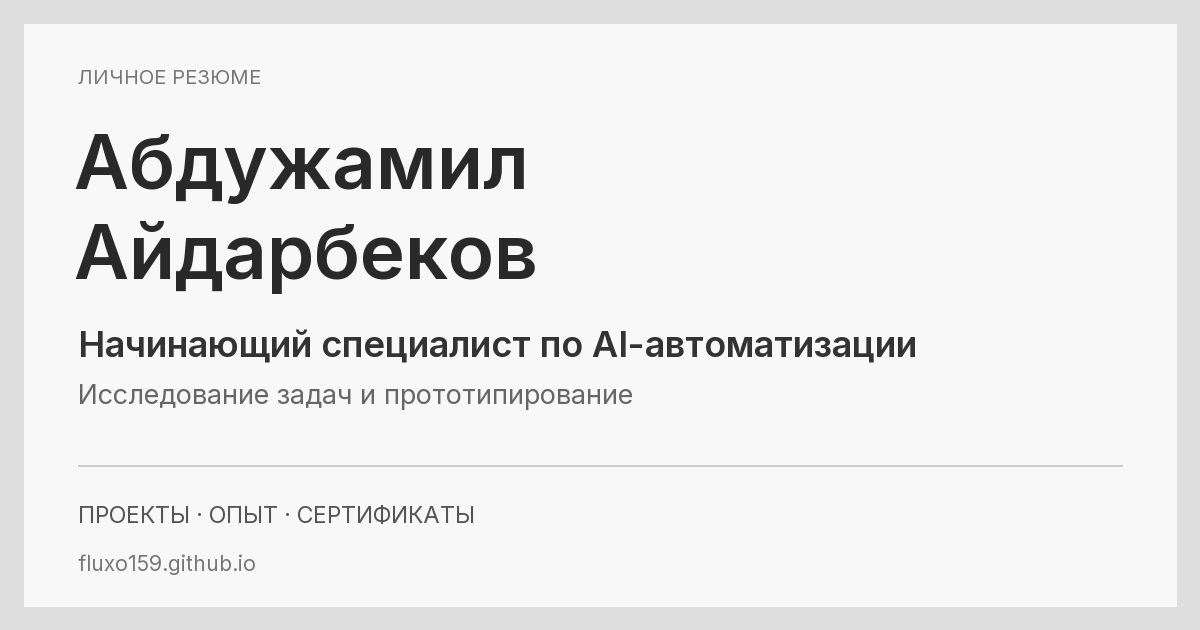 ЛИЧНОЕ РЕЗЮМЕ
Абдужамил
Айдарбеков
Начинающий специалист по AI-автоматизации
Исследование задач и прототипирование
ПРОЕКТЫ · ОПЫТ · СЕРТИФИКАТЫ
fluxo159.github.io